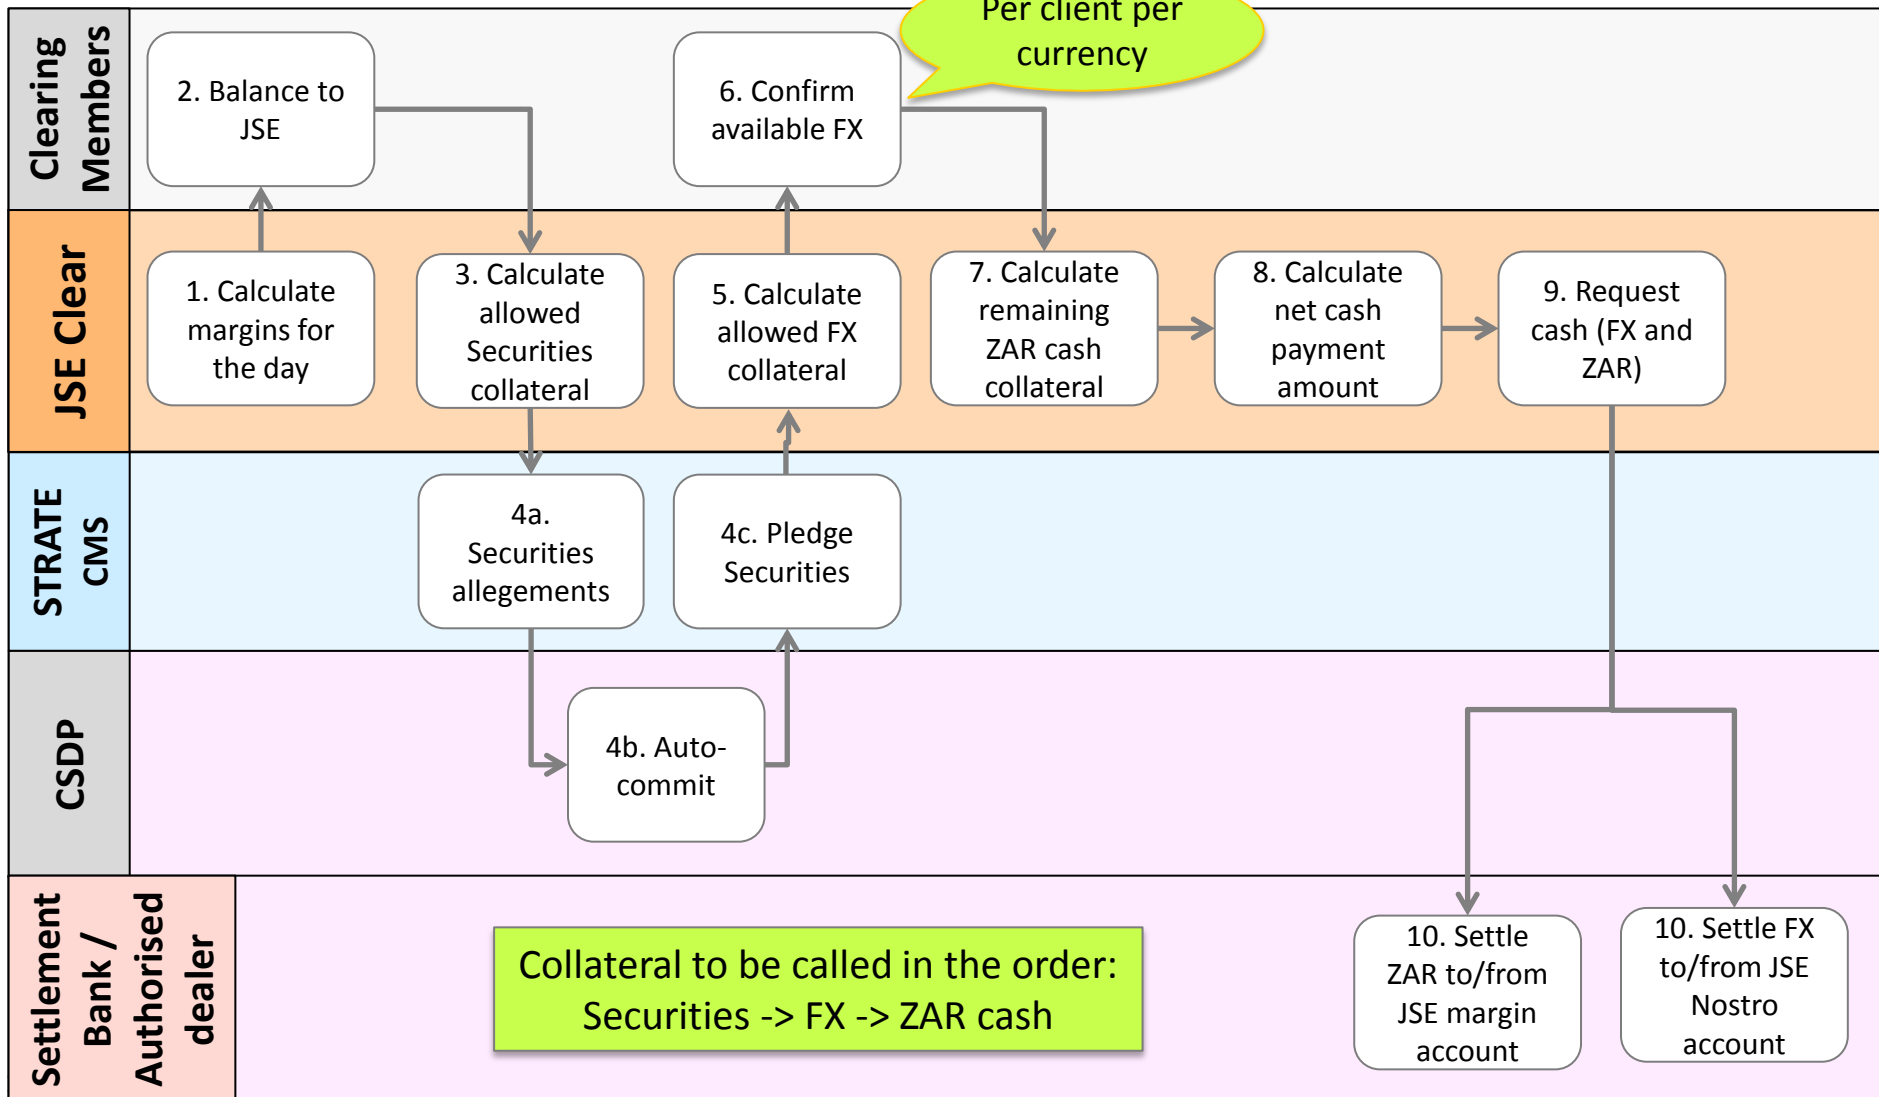 Clearing
Members
Per client per
currency
2. Balance to
JSE
6. Confirm
available FX
JSE Clear
1. Calculate
margins for
the day
3. Calculate
allowed
Securities
collateral
5. Calculate
allowed FX
collateral
7. Calculate
remaining
ZAR cash
collateral
8. Calculate
net cash
payment
amount
9. Request
cash (FX and
ZAR)
STRATE
CMS
4a.
Securities
allegements
4c. Pledge
Securities
CSDP
4b. Auto-
commit
Settlement
Bank /
Authorised
dealer
Collateral to be called in the order:
Securities -> FX -> ZAR cash
10. Settle
ZAR to/from
JSE margin
account
10. Settle FX
to/from JSE
Nostro
account